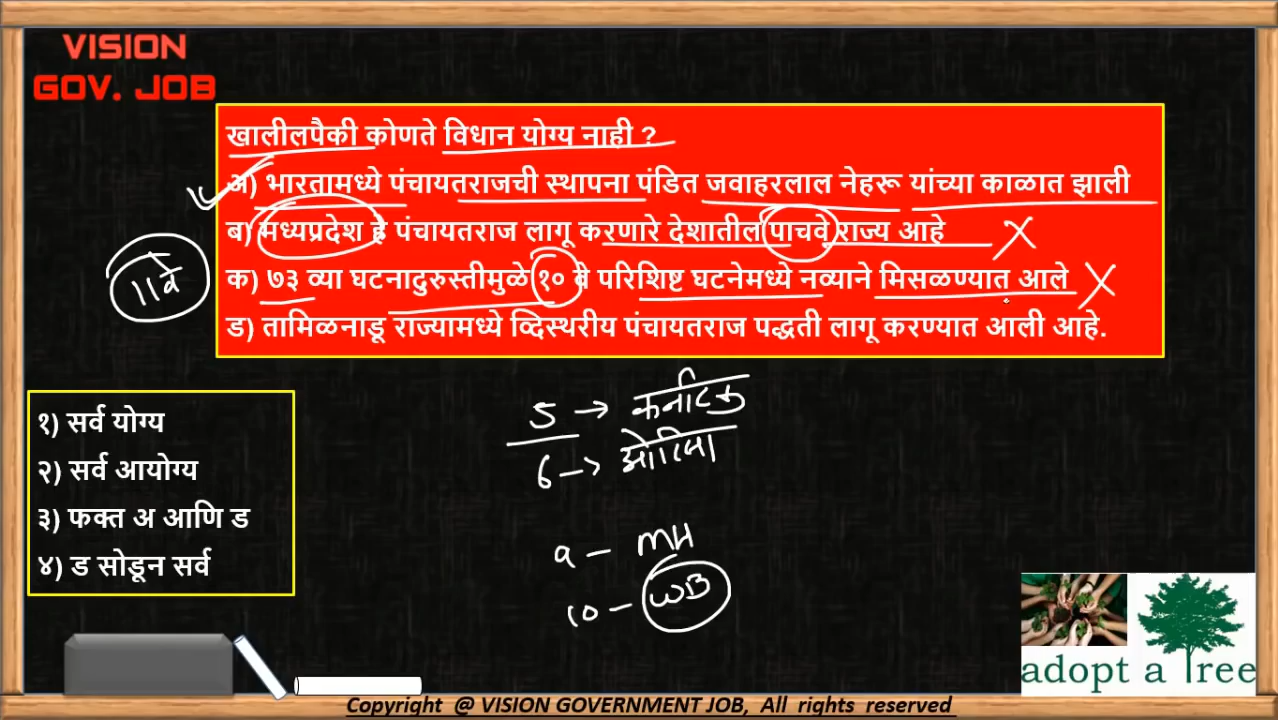 VISION
GOV. JOB
खालीलपैकी कोणते विधान योग्य नाही ?
अ) भारतामध्ये पंचायतराजची स्थापना पंडित जवाहरलाल नेहरू यांच्या काळात झाली
ब) मध्यप्रदेश हे पंचायतराज लागू करणारे देशातील पाचवे राज्य आहे
क) ७३ व्या घटनादुरुस्तीमुळे १० वे परिशिष्ट घटनेमध्ये नव्याने मिसळण्यात आले
ड) तामिळनाडू राज्यामध्ये व्दिस्थरीय पंचायतराज पद्धती लागू करण्यात आली आहे.
11 वे
१) सर्व योग्य
२) सर्व आयोग्य
३) फक्त अ आणि ड
४) ड सोडून सर्व
5 → कर्नाटक
6 → ओरिसा
9 – MH
10 – WB
adopt a Tree
Copyright @ VISION GOVERNMENT JOB, All rights reserved